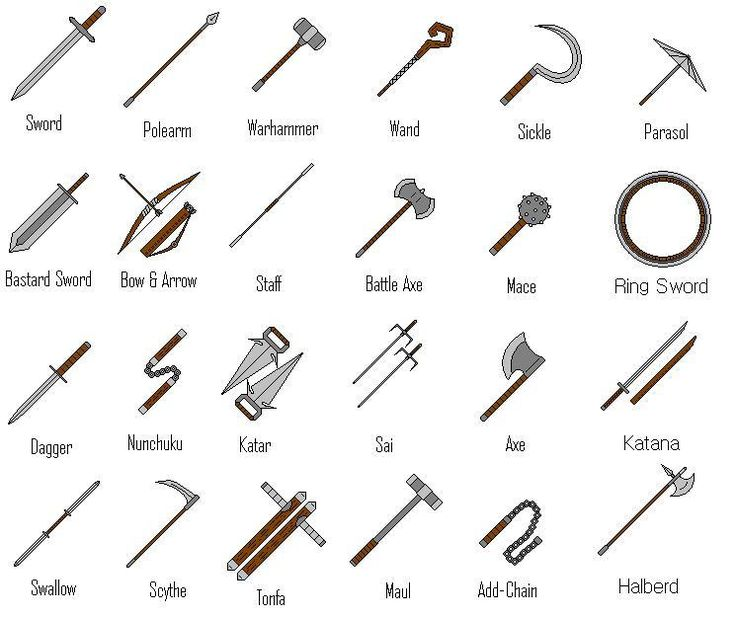 Sword
Polearm
Warhammer
Wand
Sickle
Parasol
Bastard Sword
Bow & Arrow
Staff
Battle Axe
Mace
Ring Sword
Dagger
Nunchuku
Katar
Sai
Axe
Katana
Swallow
Scythe
Tonfa
Maul
Add-Chain
Halberd